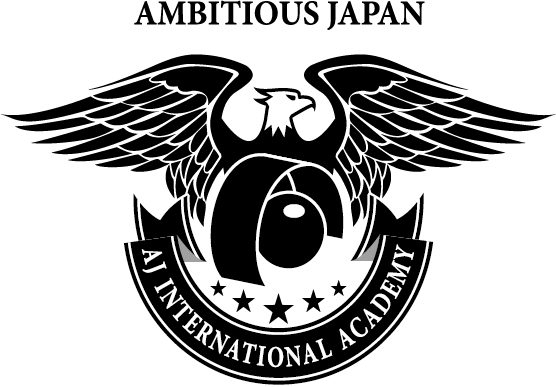 AMBITIOUS JAPAN
AJ INTERNATIONAL ACADEMY